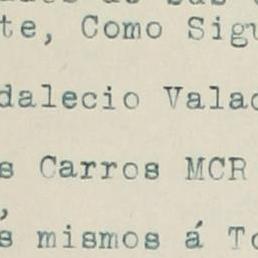 te, Como Sigu
dalecio Valad
s Carros MCR
,
s mismos á To